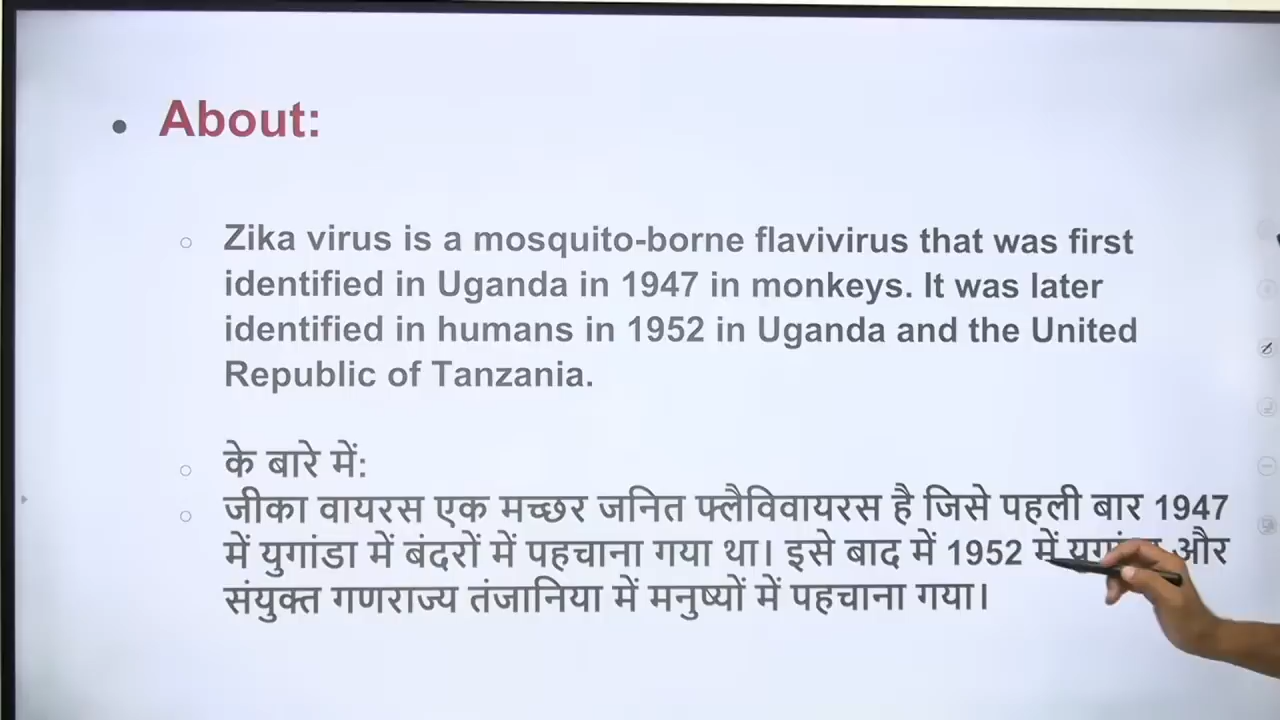 About:
Zika virus is a mosquito-borne flavivirus that was first
identified in Uganda in 1947 in monkeys. It was later
identified in humans in 1952 in Uganda and the United
Republic of Tanzania.
के बारे में:
जीका वायरस एक मच्छर जनित फ्लैविवायरस है जिसे पहली बार 1947
में युगांडा में बंदरों में पहचाना गया था। इसे बाद में 1952 में और
संयुक्त गणराज्य तंजानिया में मनुष्यों में पहचाना गया।